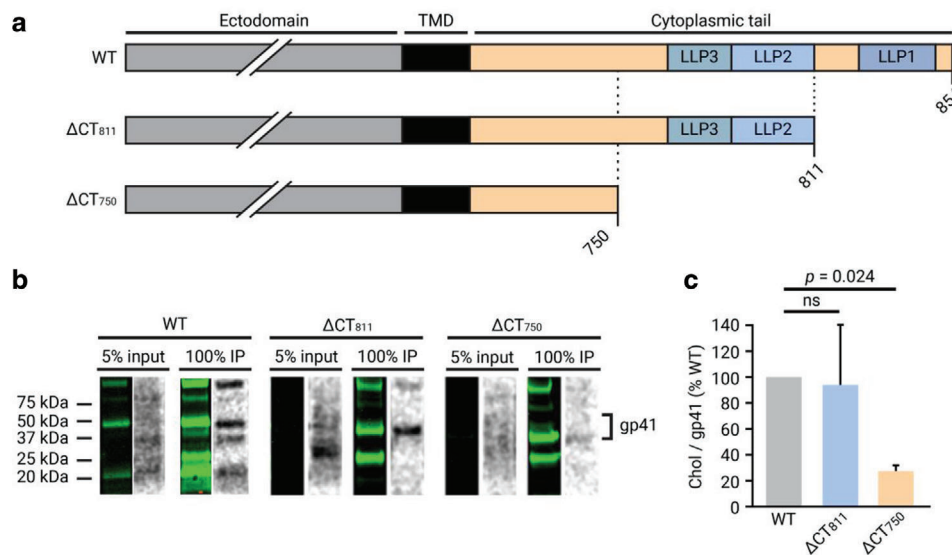 a
Ectodomain TMD Cytoplasmic tail
WT LLP3 LLP2 LLP1
85
ΔCT811 LLP3 LLP2
811
ΔCT750
750
b
WT ΔCT811 ΔCT750
5% input 100% IP 5% input 100% IP 5% input 100% IP
75 kDa
50 kDa
37 kDa
25 kDa
20 kDa
gp41
c
p = 0.024
ns
Chol / gp41 (% WT)
140
120
100
80
60
40
20
0
WT ΔCT811 ΔCT750